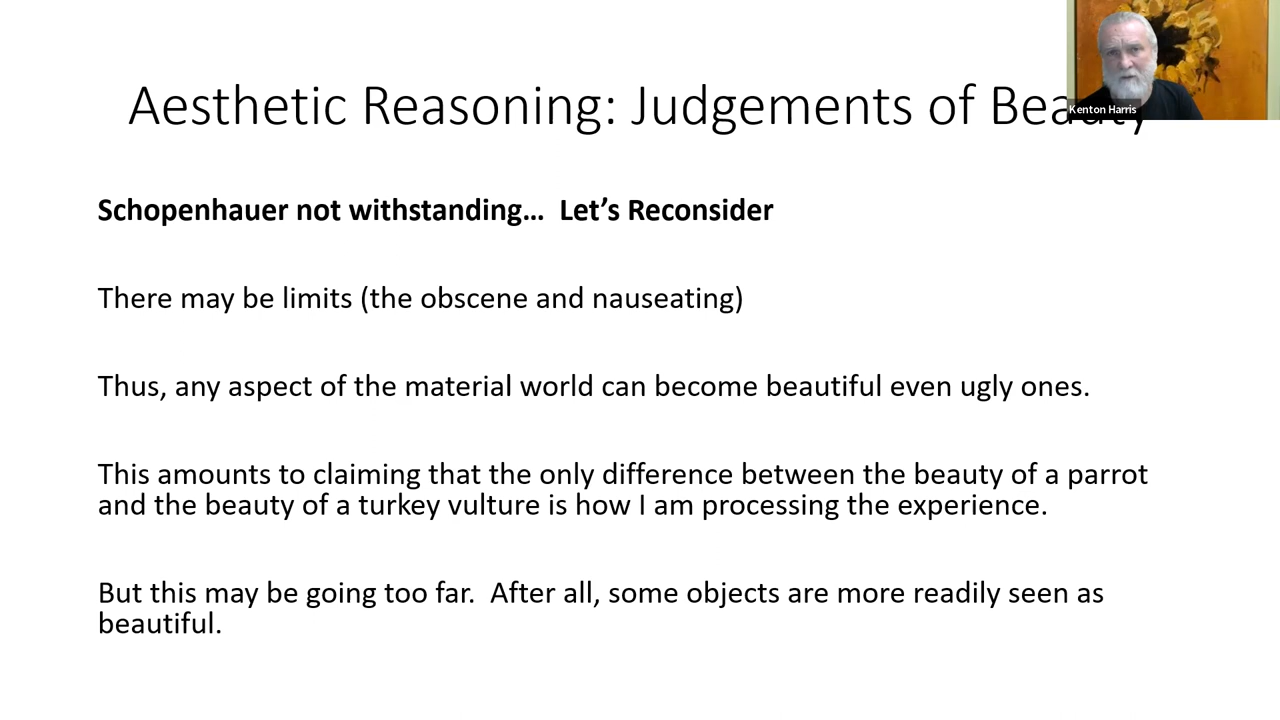 Aesthetic Reasoning: Judgements of Beauty
Kenton Harris
Schopenhauer not withstanding... Let's Reconsider
There may be limits (the obscene and nauseating)
Thus, any aspect of the material world can become beautiful even ugly ones.
This amounts to claiming that the only difference between the beauty of a parrot
and the beauty of a turkey vulture is how I am processing the experience.
But this may be going too far. After all, some objects are more readily seen as
beautiful.